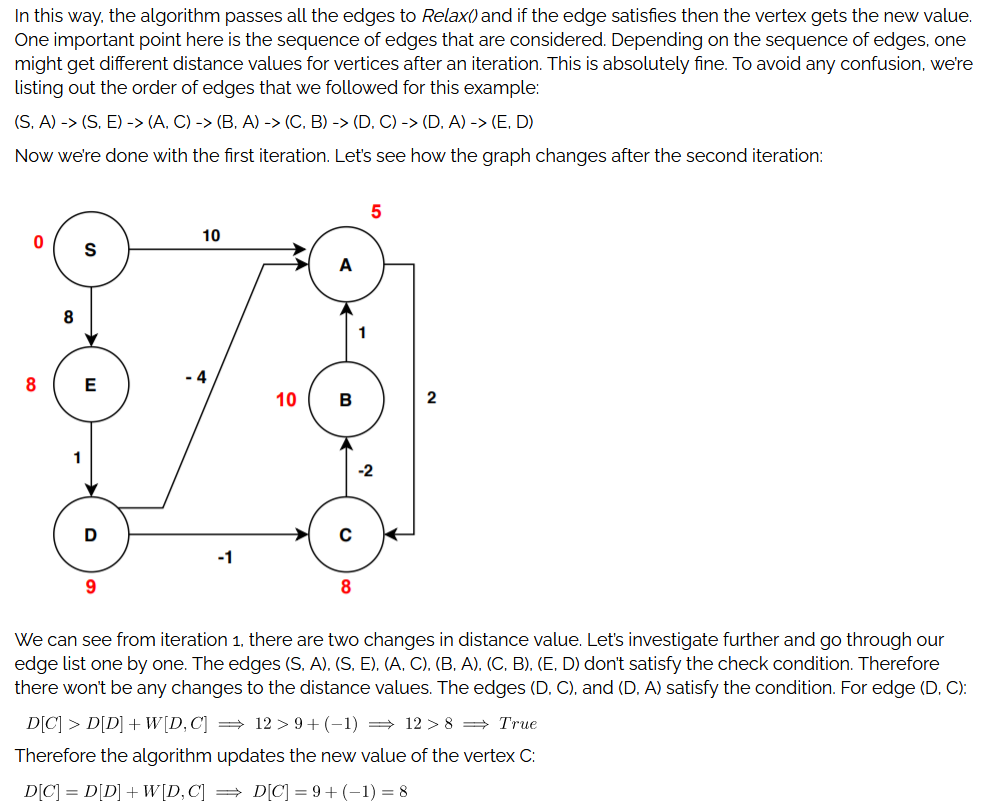 In this way, the algorithm passes all the edges to Relax() and if the edge satisfies then the vertex gets the new value.
One important point here is the sequence of edges that are considered. Depending on the sequence of edges, one
might get different distance values for vertices after an iteration. This is absolutely fine. To avoid any confusion, we're
listing out the order of edges that we followed for this example:
(S, A) -> (S, E) -> (A, C) -> (B, A) -> (C, B) -> (D, C) -> (D, A) -> (E, D)
Now we're done with the first iteration. Let's see how the graph changes after the second iteration:
5
0
S
10
A
8
1
8
E
- 4
10
B
2
1
-2
D
C
-1
9
8
We can see from iteration 1, there are two changes in distance value. Let's investigate further and go through our
edge list one by one. The edges (S, A), (S, E), (A, C), (B, A), (C, B), (E, D) don't satisfy the check condition. Therefore
there won't be any changes to the distance values. The edges (D, C), and (D, A) satisfy the condition. For edge (D, C):
D[C] > D[D] + W[D, C] ⟹ 12 > 9 + (−1) ⟹ 12 > 8 ⟹ True
Therefore the algorithm updates the new value of the vertex C:
D[C] = D[D] + W[D, C] ⟹ D[C] = 9 + (−1) = 8